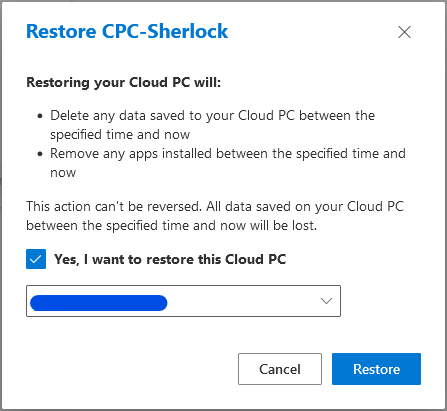 Restore CPC-Sherlock
Restoring your Cloud PC will:
• Delete any data saved to your Cloud PC between the
specified time and now
• Remove any apps installed between the specified time and
now
This action can't be reversed. All data saved on your Cloud PC
between the specified time and now will be lost.
Yes, I want to restore this Cloud PC
Cancel
Restore